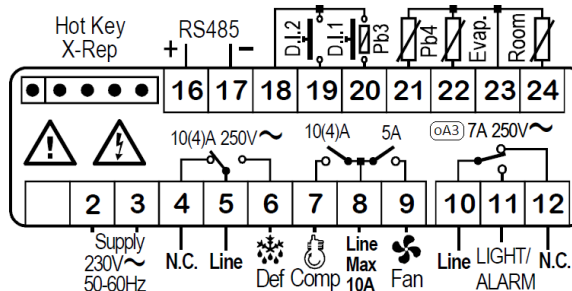 Hot Key
X-Rep
+ RS485 -
D.I.2
D.I.1
Pb3
Pb4
Evap.
Room
16 17 18 19 20 21 22 23 24
10(4)A 250V~
10(4)A
5A
oA3 7A 250V~
2 3 4 5 6 7 8 9 10 11 12
Supply
230V~
50-60Hz
N.C.
Line
Def
Comp
Line
Max
10A
Fan
Line
LIGHT/
ALARM
N.C.